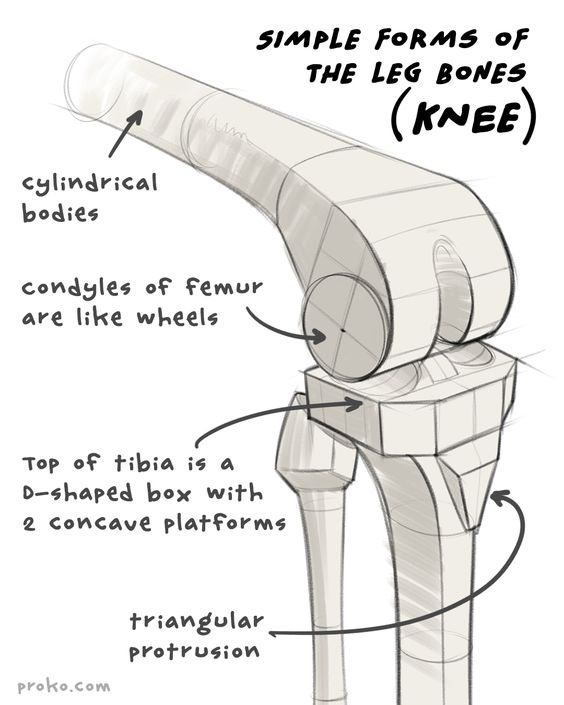 SIMPLE FORMS OF
THE LEG BONES
(KNEE)
cylindrical
bodies
condyles of femur
are like wheels
Top of tibia is a
D-shaped box with
2 concave platforms
triangular
protrusion
proko.com